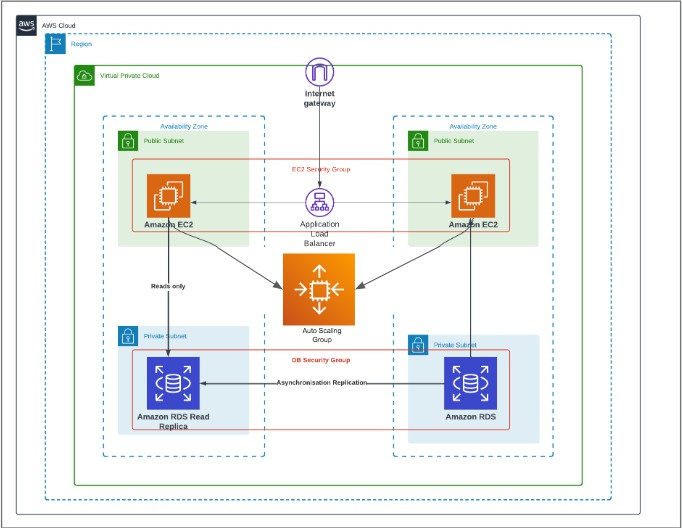 aws
AWS Cloud
Region
Virtual Private Cloud
Internet
gateway
Availability Zone
Availability Zone
Public Subnet
Public Subnet
EC2 Security Group
Amazon EC2
Amazon EC2
Application
Load
Balancer
Reads only
Auto Scaling
Group
Private Subnet
Private Subnet
DB Security Group
Asynchronisation Replication
Amazon RDS Read
Replica
Amazon RDS